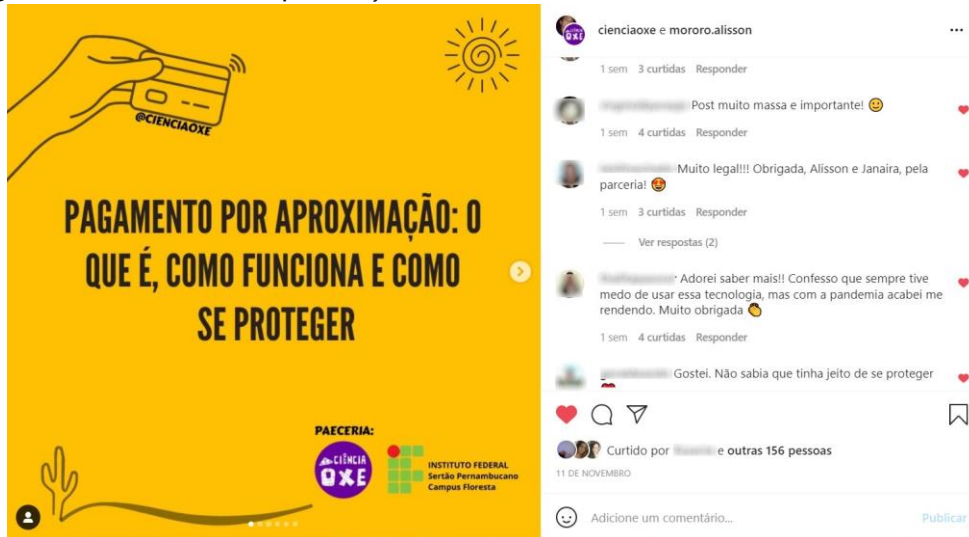 @CIENCIAOXE
PAGAMENTO POR APROXIMAÇÃO: O
QUE É, COMO FUNCIONA E COMO
SE PROTEGER
PAECERIA:
CIÊNCIA
OXE
INSTITUTO FEDERAL
Sertão Pernambucano
Campus Floresta
cienciaoxe e mororo.alisson
1 sem 3 curtidas Responder
Post muito massa e importante! 🙂
1 sem 4 curtidas Responder
Muito legal!!! Obrigada, Alisson e Janaira, pela
parceria! 🤩
1 sem 3 curtidas Responder
Ver respostas (2)
Adorei saber mais!! Confesso que sempre tive
medo de usar essa tecnologia, mas com a pandemia acabei me
rendendo. Muito obrigada 👏
1 sem 4 curtidas Responder
Gostei. Não sabia que tinha jeito de se proteger
Curtido por e outras 156 pessoas
11 DE NOVEMBRO
Adicione um comentário...
Publicar